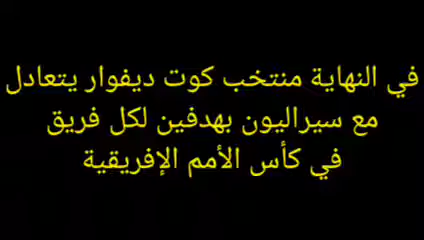 في النهاية منتخب كوت ديفوار يتعادل
مع سيراليون بهدفين لكل فريق
في كأس الأمم الإفريقية